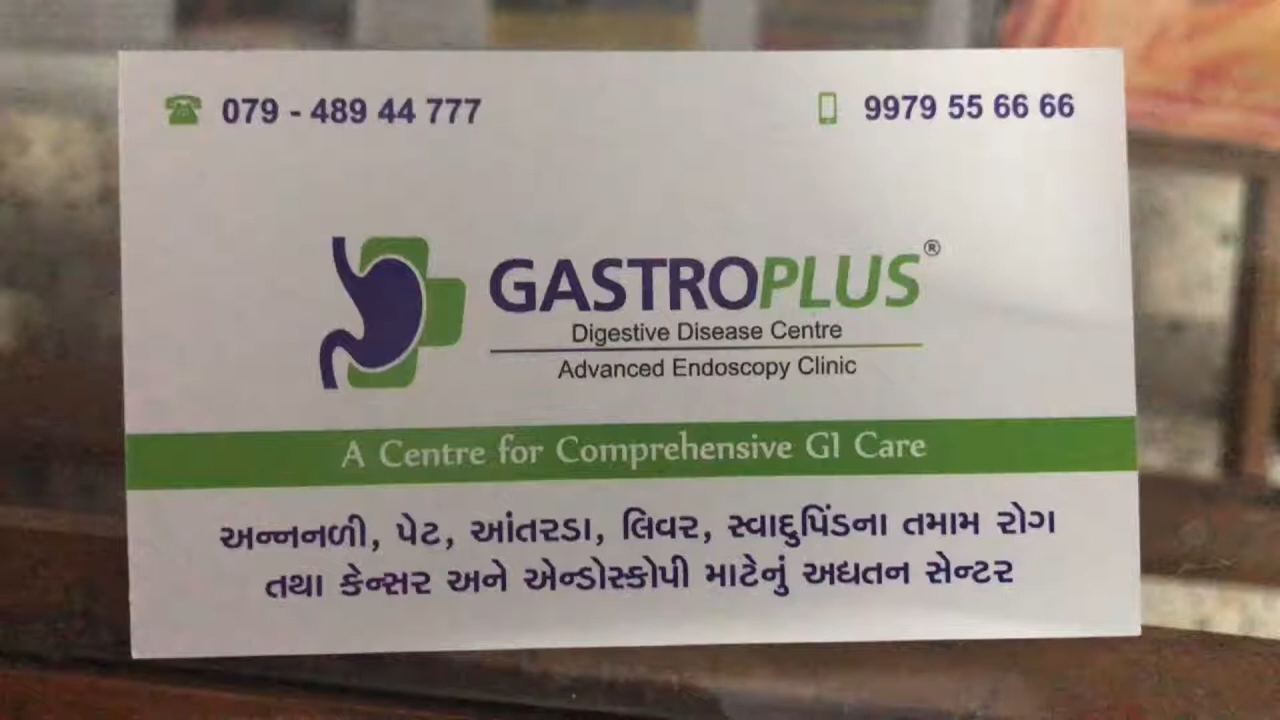 079 - 489 44 777
9979 55 66 66
GASTROPLUS®
Digestive Disease Centre
Advanced Endoscopy Clinic
A Centre for Comprehensive GI Care
અન્નનળી, પેટ, આંતરડા, લિવર, સ્વાદુપિંડના તમામ રોગ
તથા કેન્સર અને એન્ડોસ્કોપી માટેનું અદ્યતન સેન્ટર